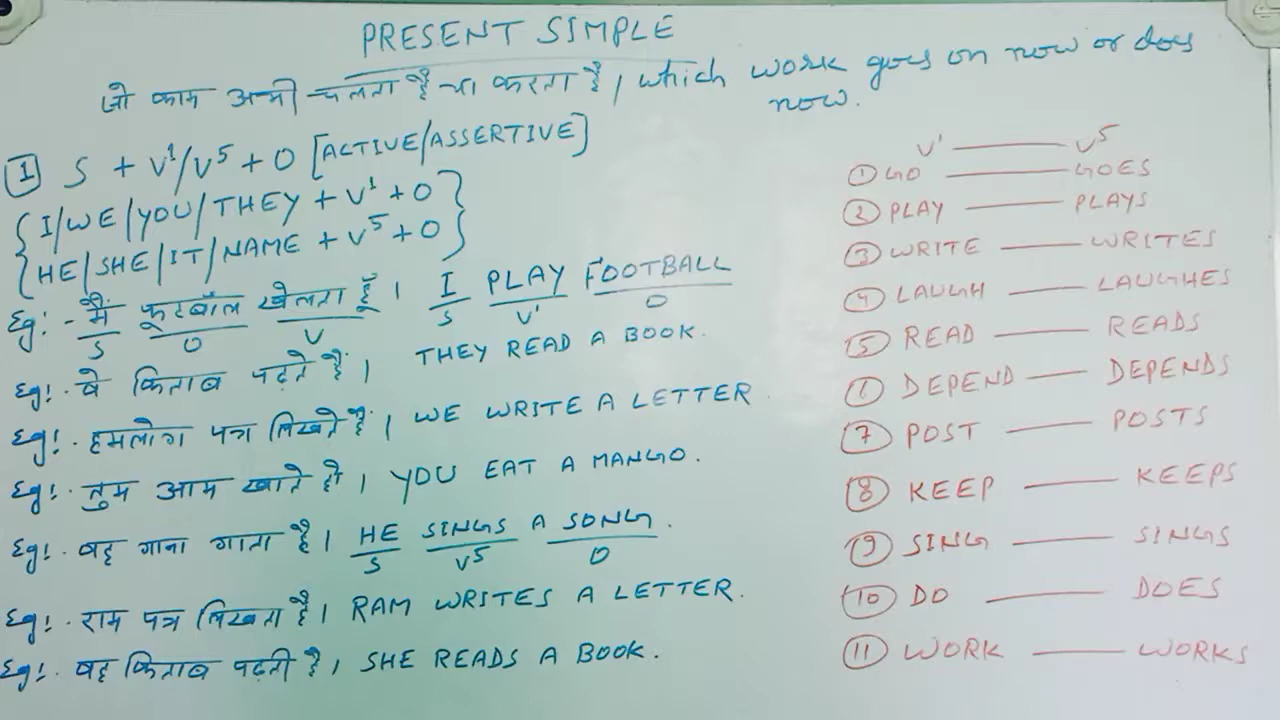 PRESENT SIMPLE
जो काम अभी चलता है या करता है, which work goes on now or does
now.
1 S + V¹/V⁵ + O [ACTIVE/ASSERTIVE]
{I/WE/YOU/THEY + V¹ + O}
{HE/SHE/IT/NAME + V⁵ + O}
Eg:- मैं फूटबॉल खेलता हूँ। I PLAY FOOTBALL
S O V S V¹ O
Eg:. वे किताब पढ़ते हैं। THEY READ A BOOK.
Eg:. हमलोग पत्र लिखते हैं। WE WRITE A LETTER
Eg:. तुम आम खाते हो। YOU EAT A MANGO.
Eg:. वह गाना गाता है। HE SINGS A SONG.
S V⁵ O
Eg:. राम पत्र लिखता है। RAM WRITES A LETTER.
Eg:. वह किताब पढ़ती है, SHE READS A BOOK.
V¹ — V⁵
1 GO — GOES
2 PLAY — PLAYS
3 WRITE — WRITES
4 LAUGH — LAUGHES
5 READ — READS
6 DEPEND — DEPENDS
7 POST — POSTS
8 KEEP — KEEPS
9 SING — SINGS
10 DO — DOES
11 WORK — WORKS